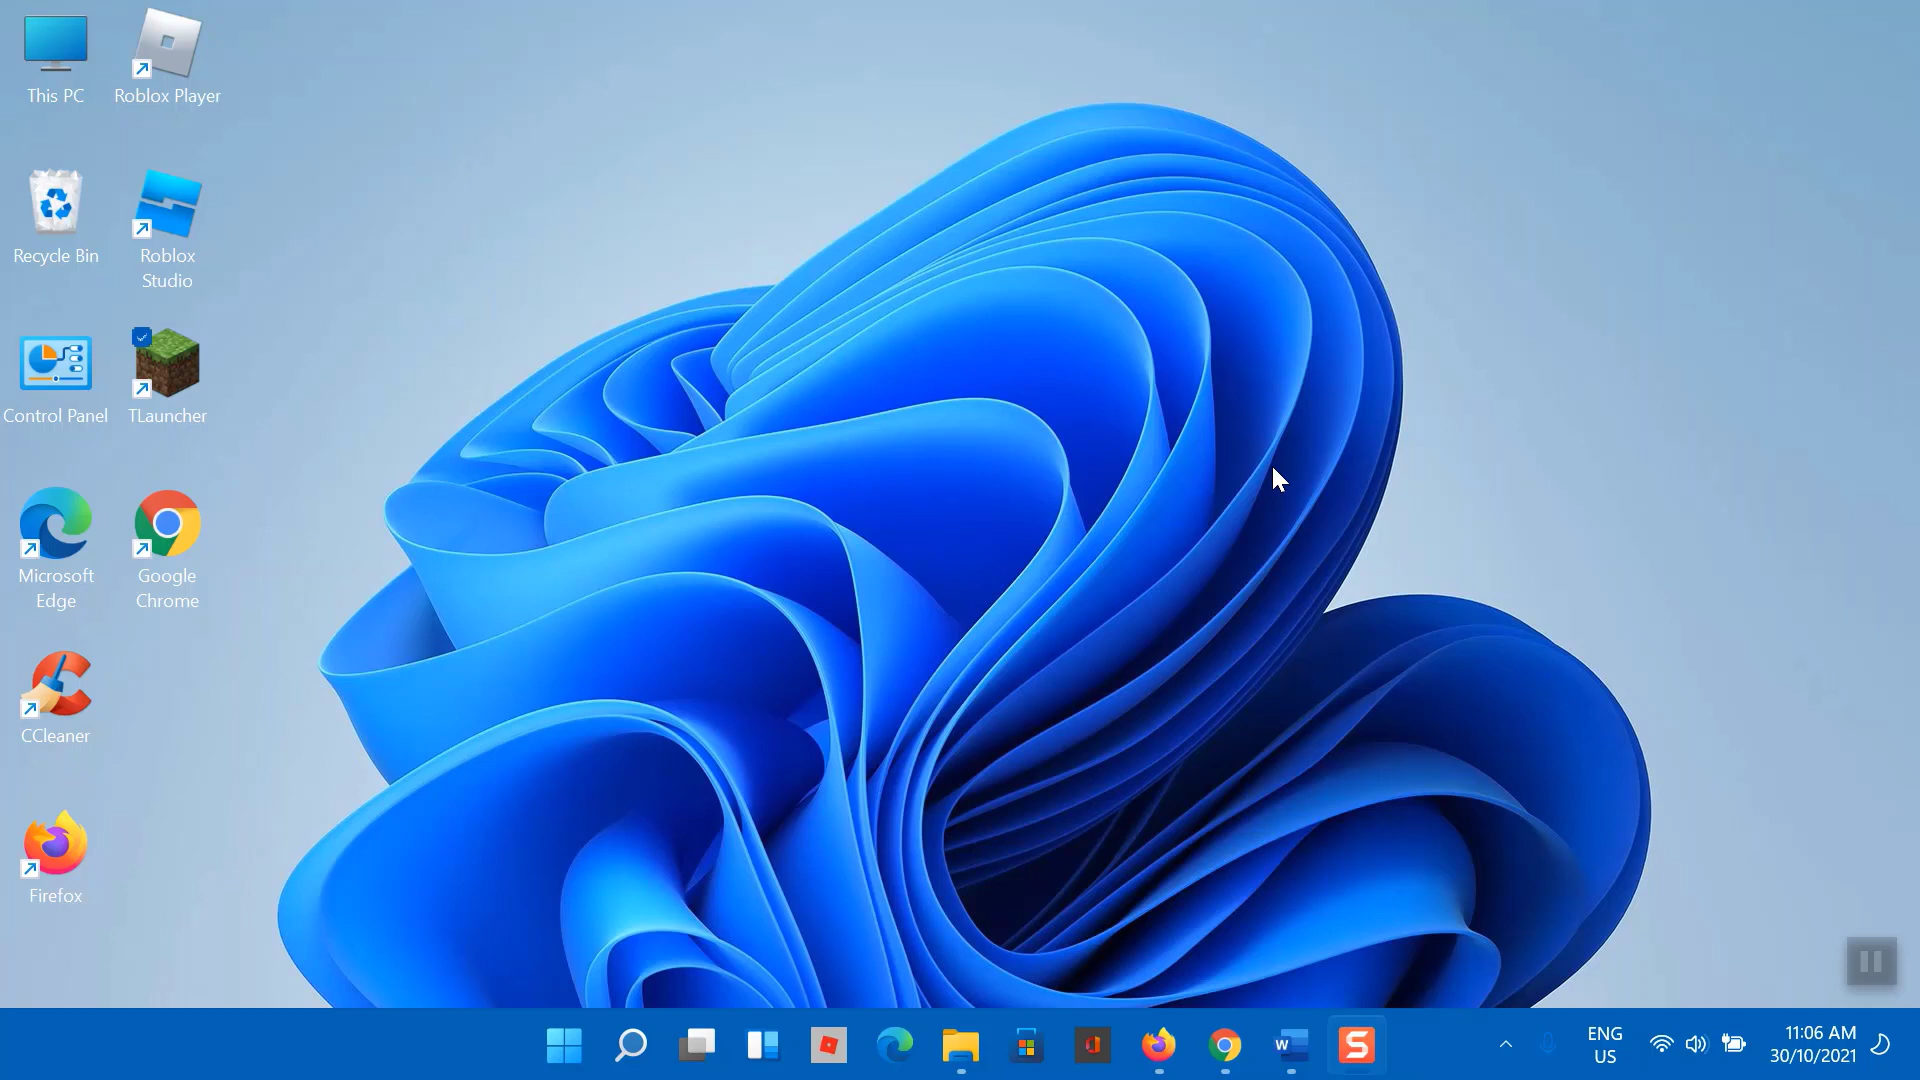 This PC
Roblox Player
Recycle Bin
Roblox
Studio
Control Panel
TLauncher
Microsoft
Edge
Google
Chrome
CCleaner
Firefox
W
S
ENG
US
11:06 AM
30/10/2021